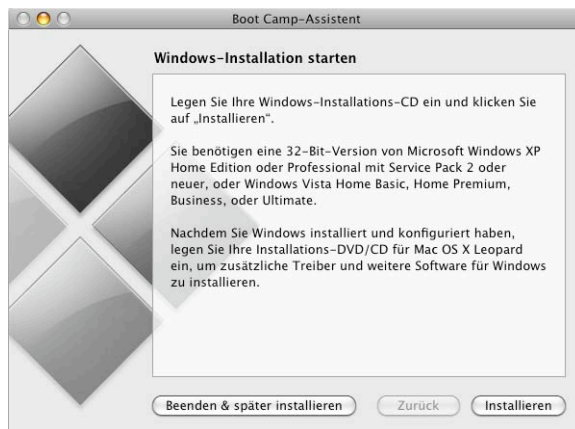 Boot Camp-Assistent
Windows-Installation starten
Legen Sie Ihre Windows-Installations-CD ein und klicken Sie
auf „Installieren“.
Sie benötigen eine 32-Bit-Version von Microsoft Windows XP
Home Edition oder Professional mit Service Pack 2 oder
neuer, oder Windows Vista Home Basic, Home Premium,
Business, oder Ultimate.
Nachdem Sie Windows installiert und konfiguriert haben,
legen Sie Ihre Installations-DVD/CD für Mac OS X Leopard
ein, um zusätzliche Treiber und weitere Software für Windows
zu installieren.
Beenden & später installieren Zurück Installieren